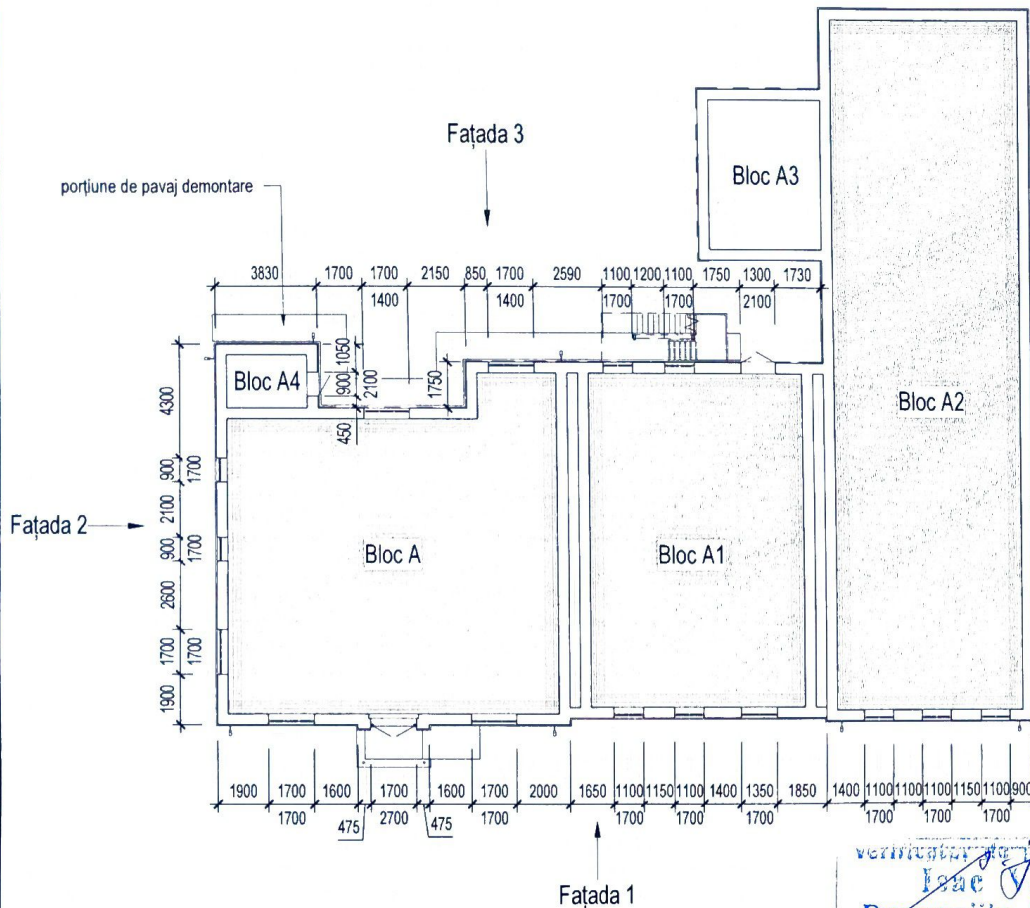 Fațada 3
porțiune de pavaj demontare
Bloc A3
3830 1700 1700 2150 850 1700 2590 1100 1200 1100 1750 1300 1730
1400 1400 1700 1700 2100
Bloc A4
1050
900
2100
1750
450
Bloc A2
4300
900
1700
2100
Fațada 2
900
1700
2600
1700
1700
1900
Bloc A
Bloc A1
1900 1700 1600 1700 1600 1700 2000 1650 1100 1150 1100 1400 1350 1850 1400 1100 1100 1100 1150 1100 900
1700 475 2700 475 1700 1700 1700 1700 1700 1700 1700
Fațada 1
Isac V